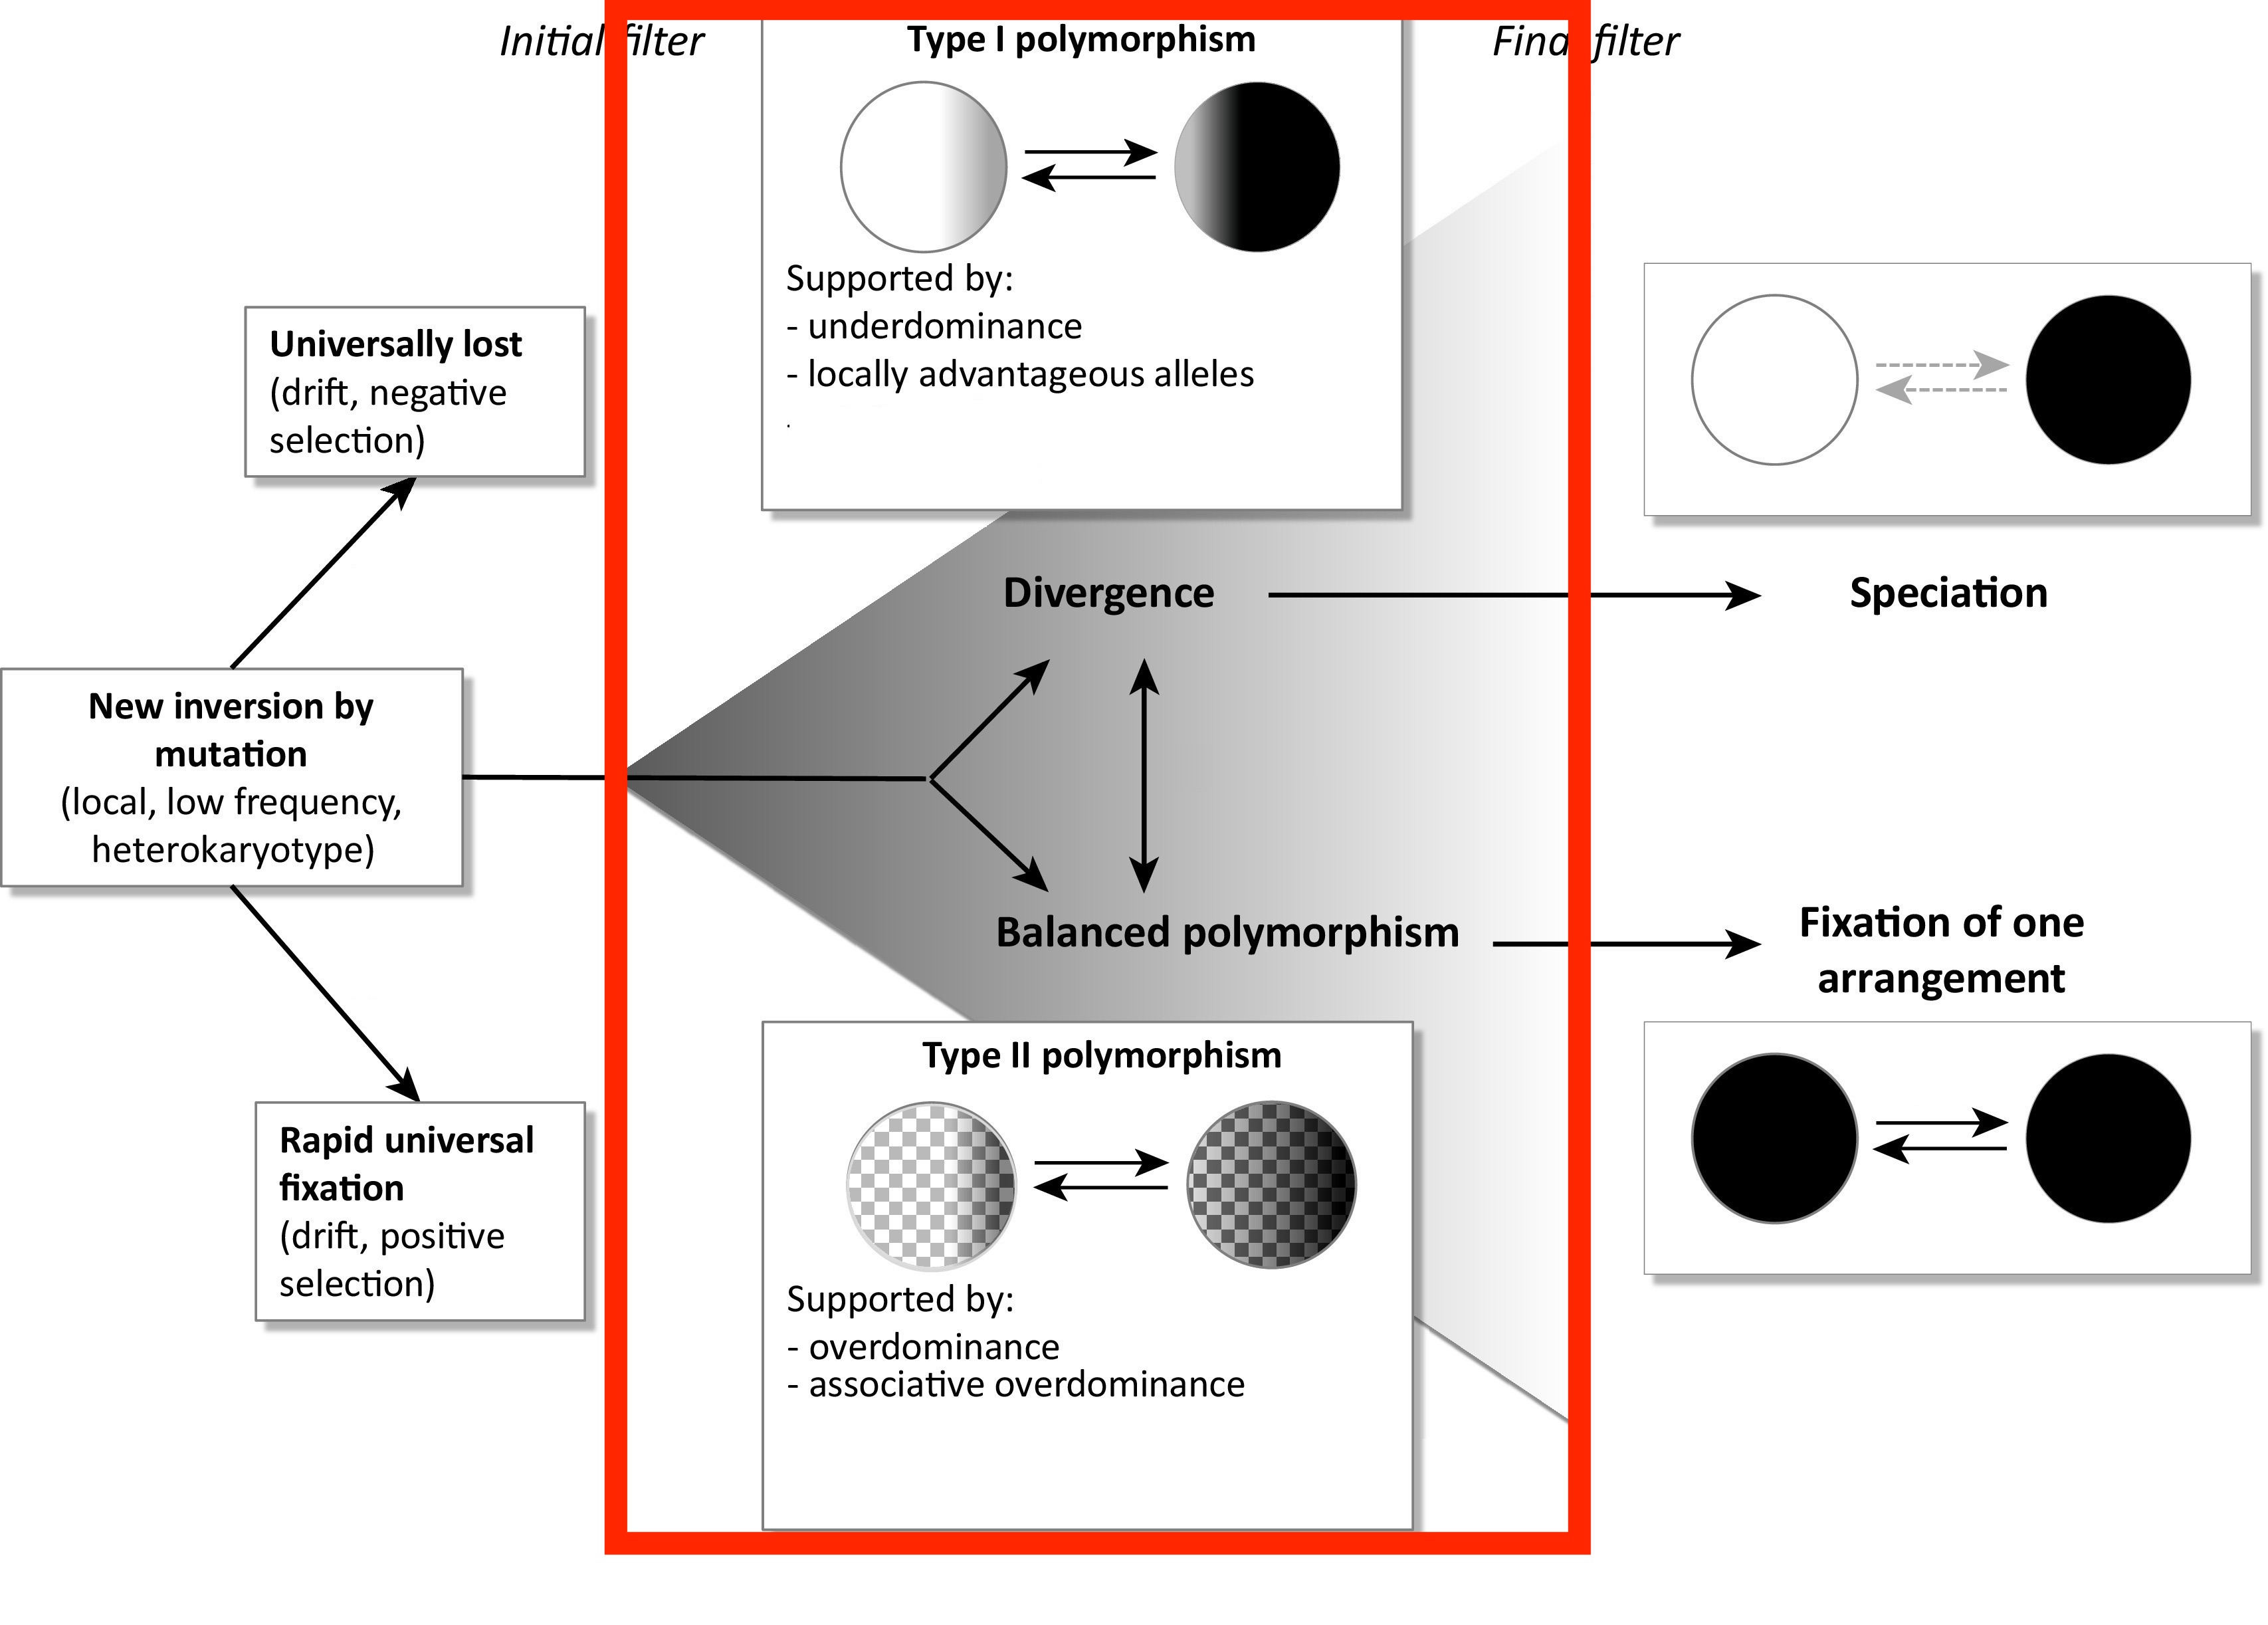 Initial filter
Type I polymorphism
Final filter
Supported by:
- underdominance
- locally advantageous alleles
.
Universally lost
(drift, negative
selection)
New inversion by
mutation
(local, low frequency,
heterokaryotype)
Rapid universal
fixation
(drift, positive
selection)
Divergence
Balanced polymorphism
Type II polymorphism
Supported by:
- overdominance
- associative overdominance
Speciation
Fixation of one
arrangement